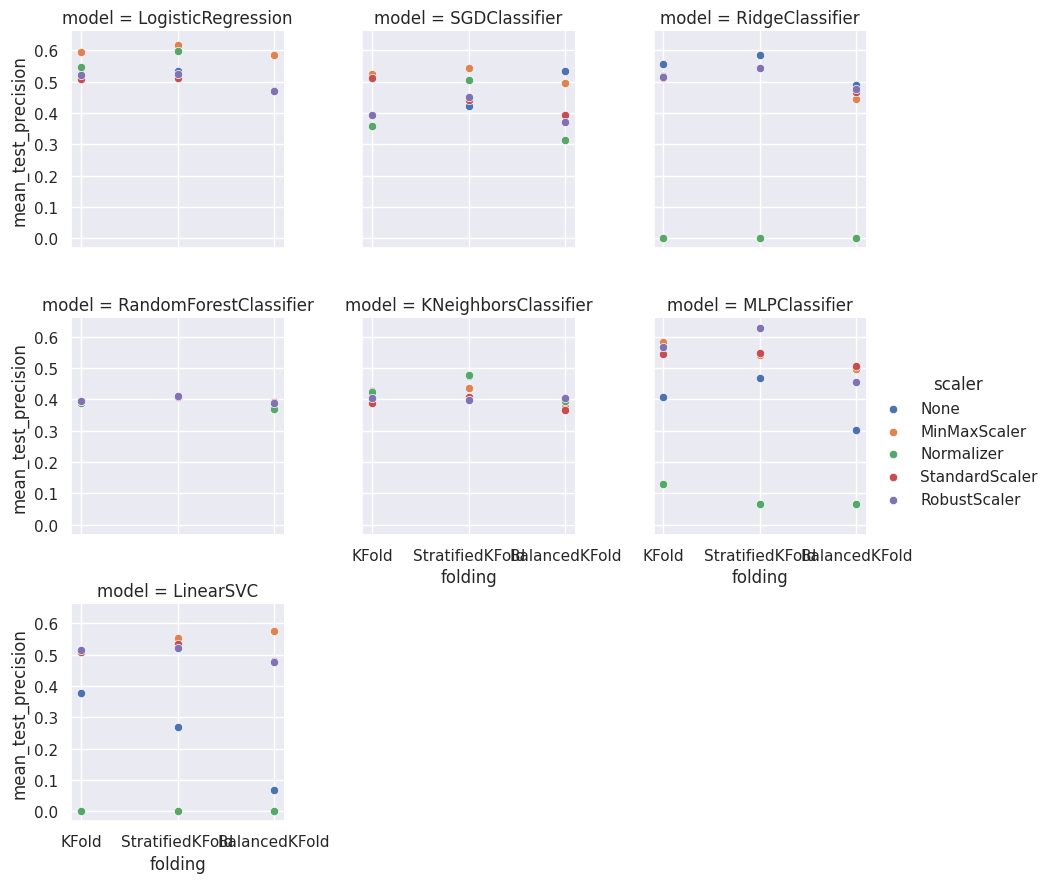 model = LogisticRegression
model = SGDClassifier
model = RidgeClassifier
mean_test_precision
0.6
0.5
0.4
0.3
0.2
0.1
0.0
model = RandomForestClassifier
model = KNeighborsClassifier
model = MLPClassifier
mean_test_precision
0.6
0.5
0.4
0.3
0.2
0.1
0.0
KFold
StratifiedKFold
BalancedKFold
folding
KFold
StratifiedKFold
BalancedKFold
folding
scaler
None
MinMaxScaler
Normalizer
StandardScaler
RobustScaler
model = LinearSVC
mean_test_precision
0.6
0.5
0.4
0.3
0.2
0.1
0.0
KFold
StratifiedKFold
BalancedKFold
folding